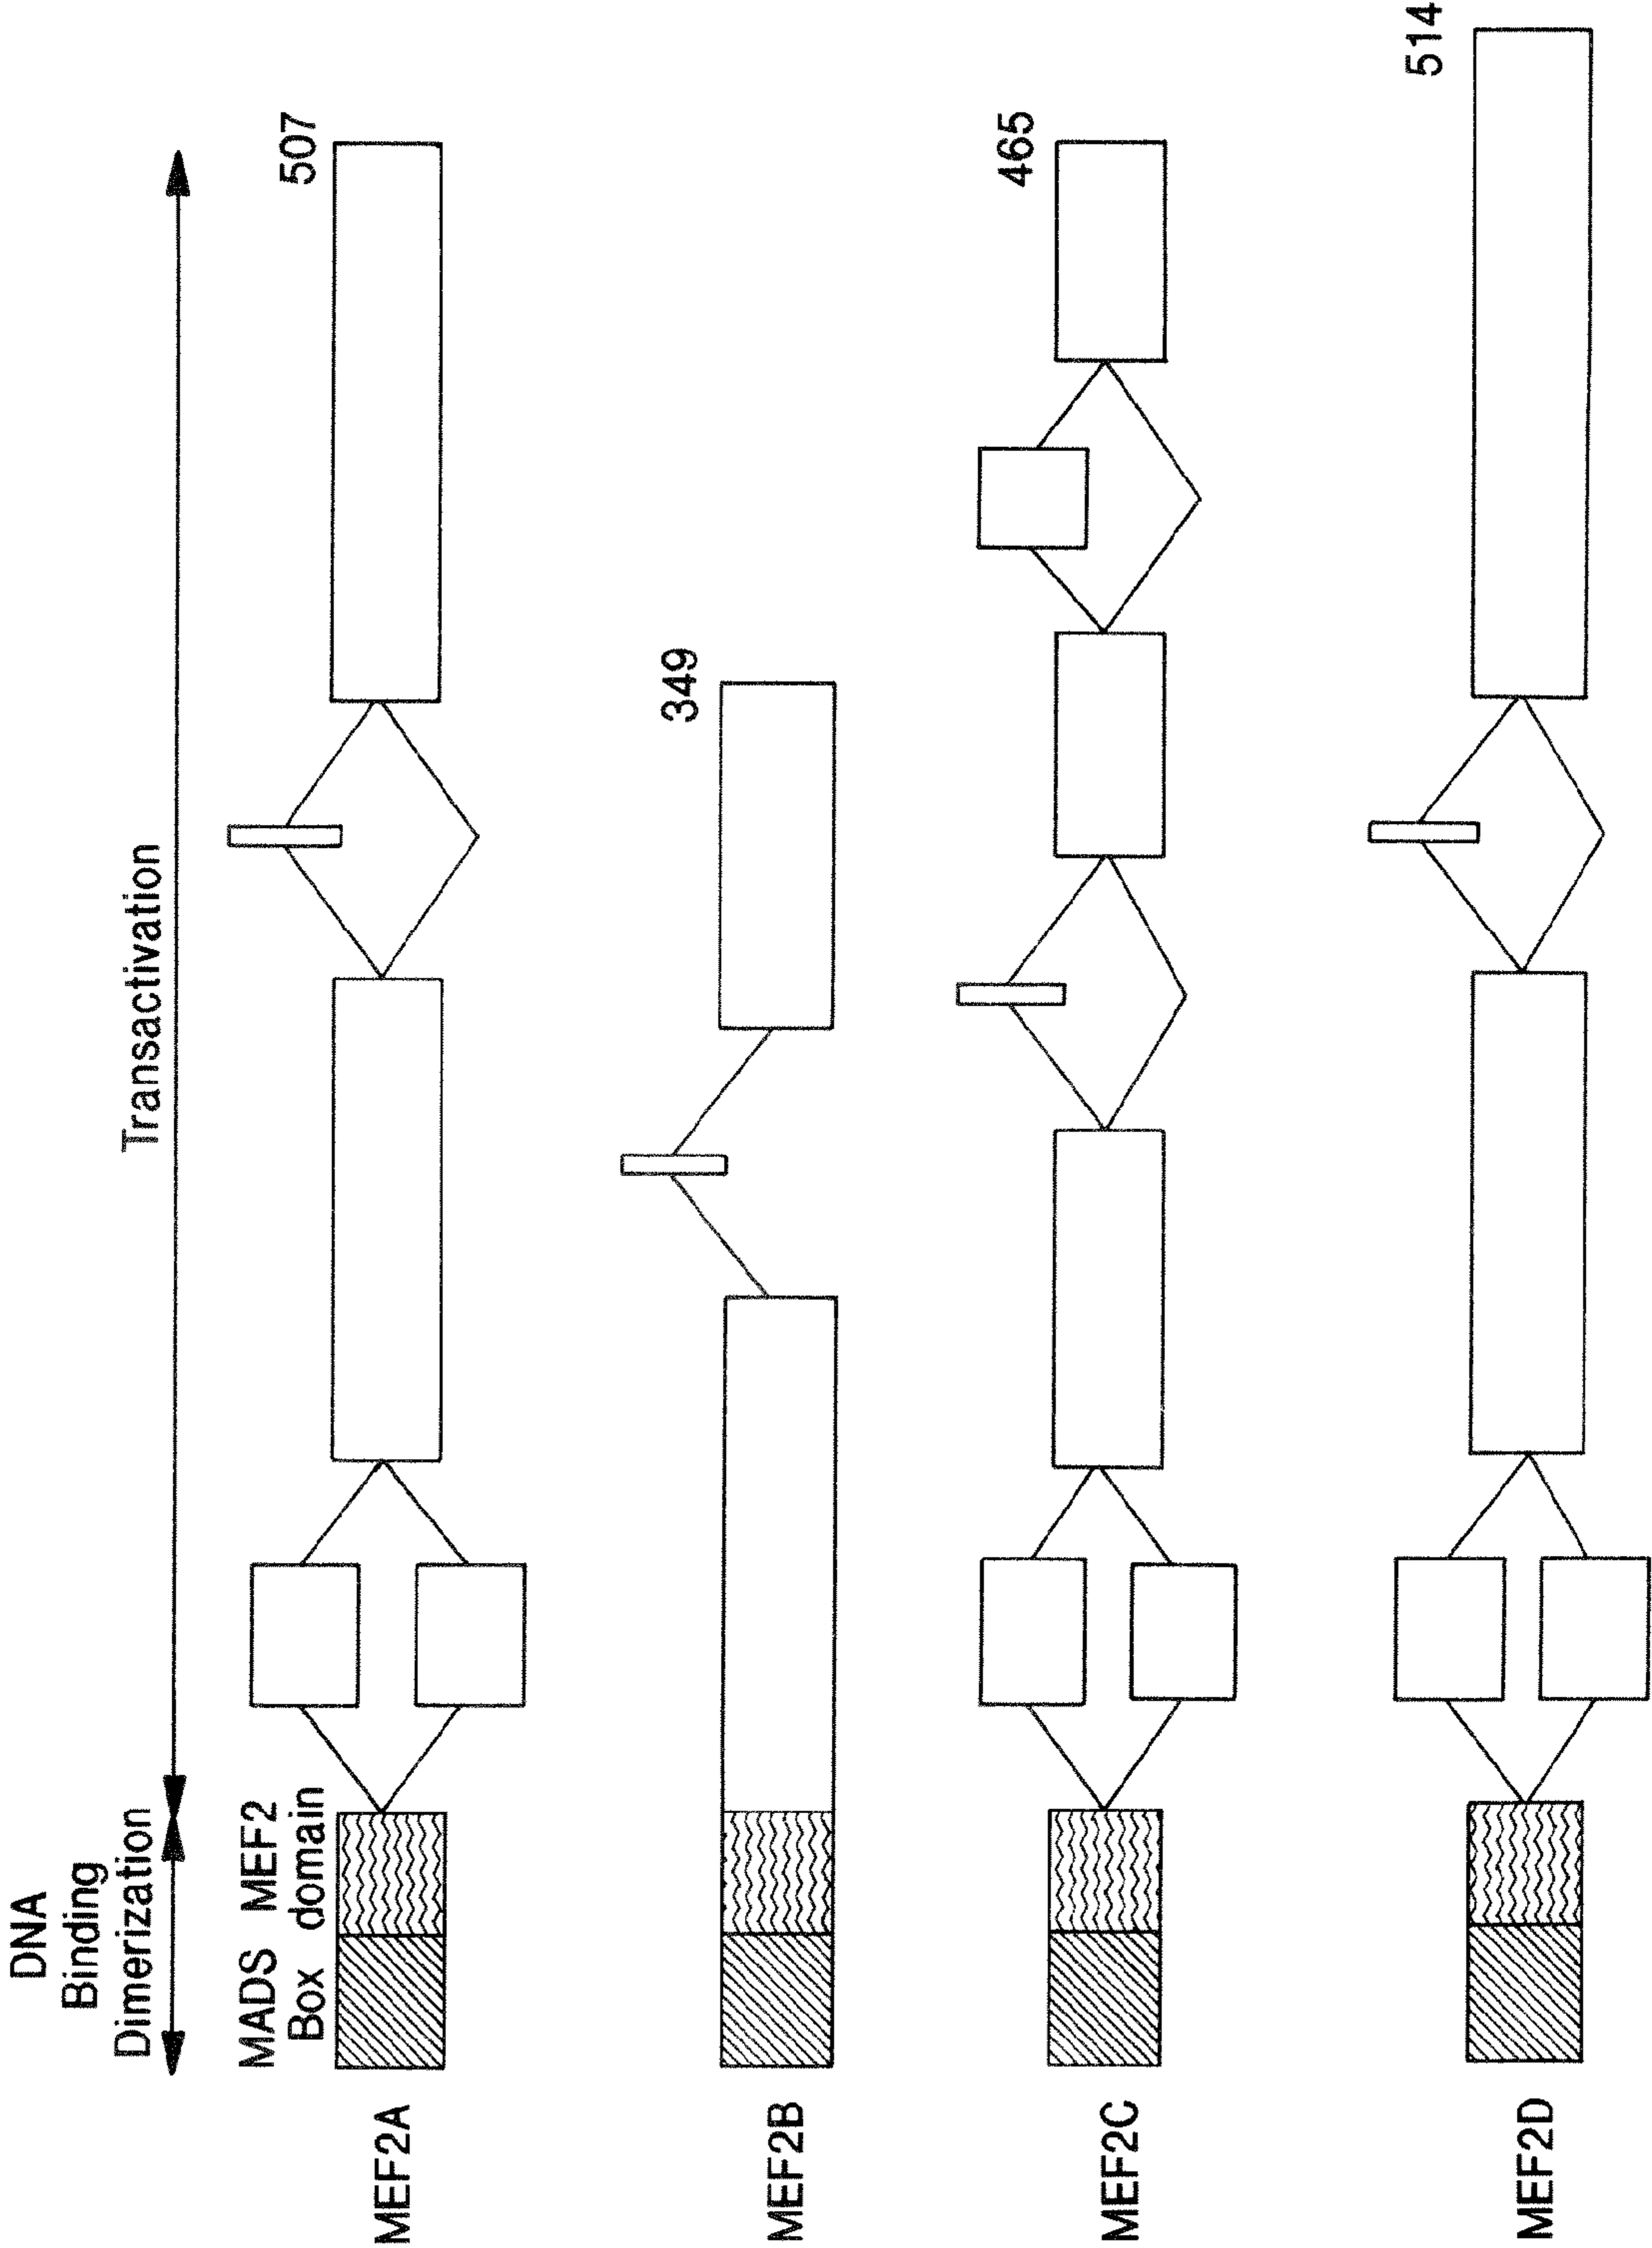 DNA
Binding
Dimerization
Transactivation
MADS MEF2
Box domain
MEF2A
507
MEF2B
349
MEF2C
465
MEF2D
514